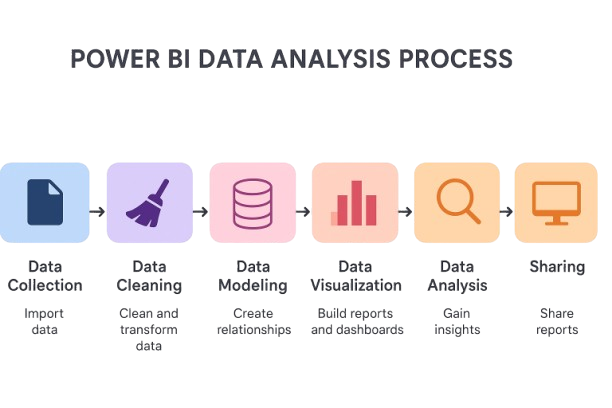 POWER BI DATA ANALYSIS PROCESS
Data
Collection
Import
data
Data
Cleaning
Clean and
transform
data
Data
Modeling
Create
relationships
Data
Visualization
Build reports
and dashboards
Data
Analysis
Gain
insights
Sharing
Share
reports